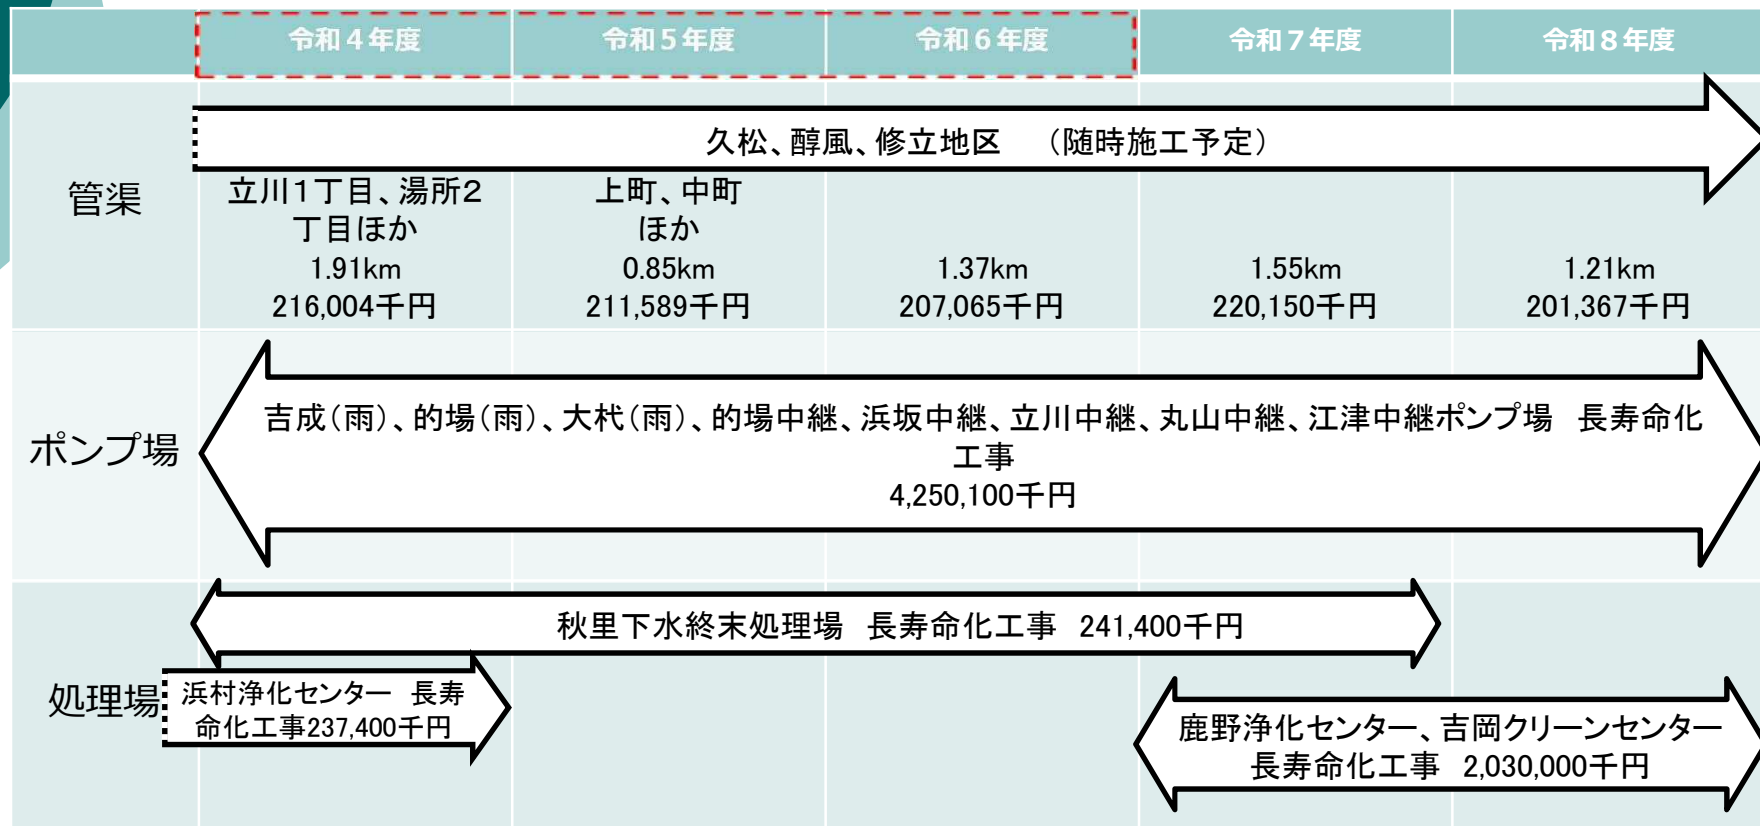 令和４年度
令和５年度
令和６年度
令和７年度
令和８年度
管渠
久松、醇風、修立地区　（随時施工予定）
立川１丁目、湯所２
丁目ほか
1.91km
216,004千円
上町、中町
ほか
0.85km
211,589千円
1.37km
207,065千円
1.55km
220,150千円
1.21km
201,367千円
ポンプ場
吉成（雨）、的場（雨）、大杙（雨）、的場中継、浜坂中継、立川中継、丸山中継、江津中継ポンプ場　長寿命化
工事
4,250,100千円
処理場
秋里下水終末処理場　長寿命化工事　241,400千円
浜村浄化センター　長寿
命化工事237,400千円
鹿野浄化センター、吉岡クリーンセンター
長寿命化工事　2,030,000千円